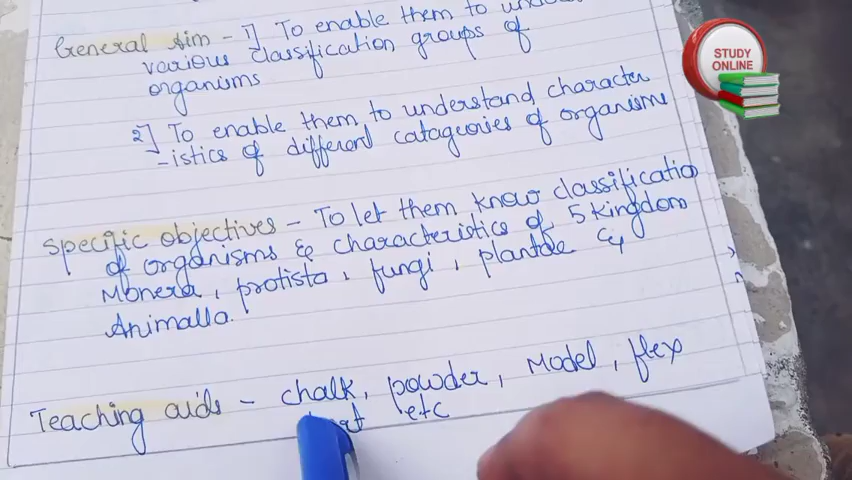 General Aim - 1] To enable them to
various classification groups of
organisms
2] To enable them to understand character
-istics of different catageories of organisms
Specific objectives - To let them know classification
of organisms & characteristics of 5 kingdom
Monera, protista, fungi, plantae &
Animalla.
Teaching aids - chalk, powder, Model, flex
etc
STUDY
ONLINE